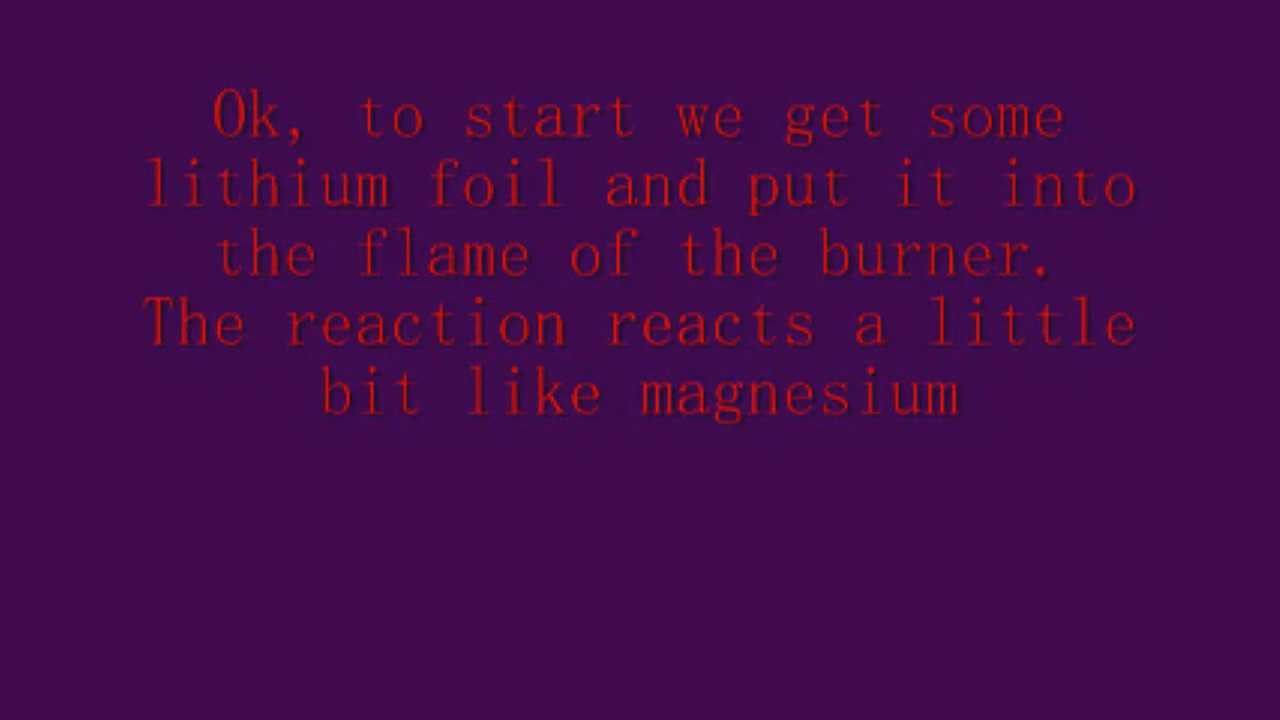 Ok, to start we get some
lithium foil and put it into
the flame of the burner.
The reaction reacts a little
bit like magnesium